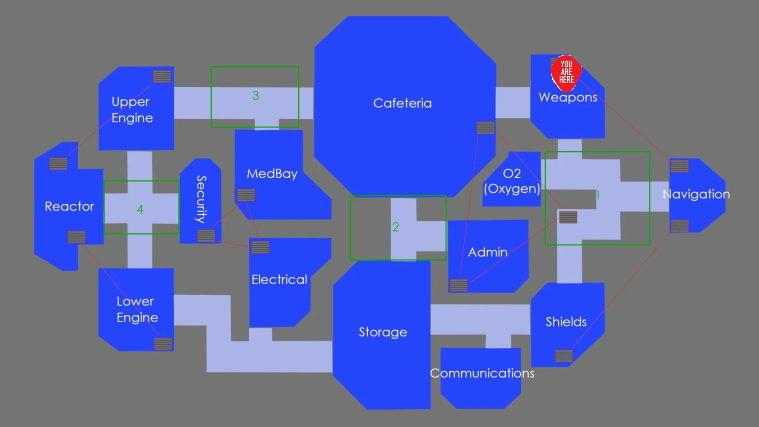 YOU
ARE
HERE
Weapons
Cafeteria
3
Upper
Engine
MedBay
O2
(Oxygen)
Security
Navigation
1
Reactor
4
2
Admin
Electrical
Lower
Engine
Shields
Storage
Communications